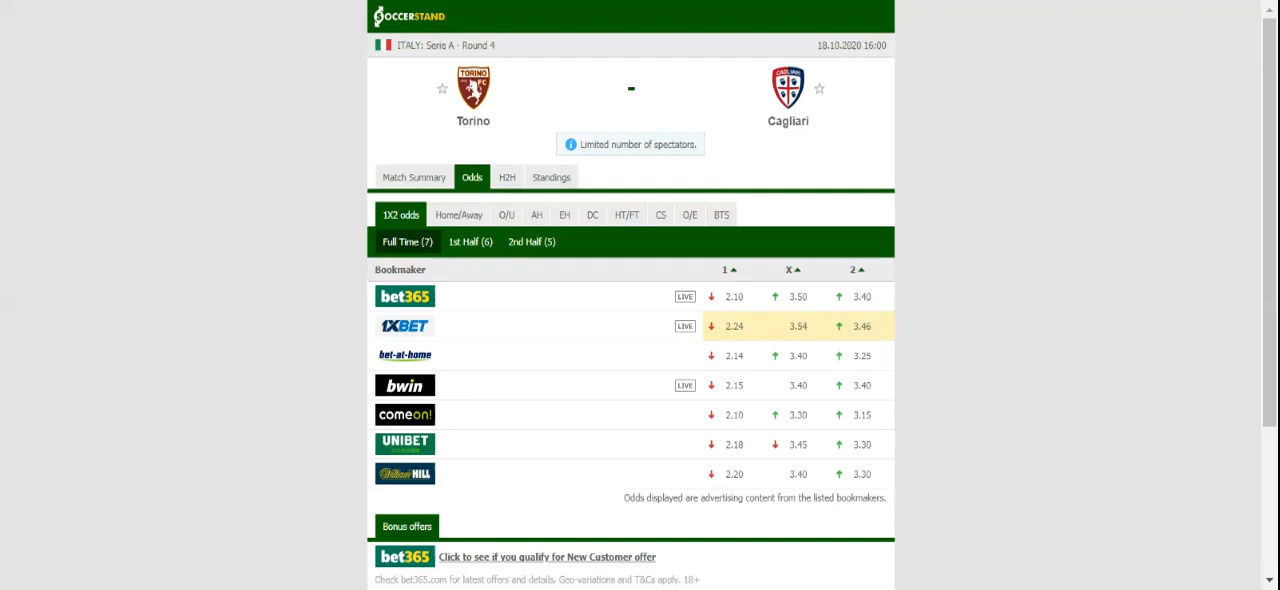 SOCCERSTAND
ITALY: Serie A - Round 4 18.10.2020 16:00
TORINO FC CAGLIARI
-
Torino Cagliari
Limited number of spectators.
Match Summary Odds H2H Standings
1X2 odds Home/Away O/U AH EH DC HT/FT CS O/E BTS
Full Time (7) 1st Half (6) 2nd Half (5)
Bookmaker 1 X 2
bet365 LIVE 2.10 3.50 3.40
1XBET LIVE 2.24 3.54 3.46
bet-at-home 2.14 3.40 3.25
bwin LIVE 2.15 3.40 3.40
comeon! 2.10 3.30 3.15
UNIBET 2.18 3.45 3.30
William HILL 2.20 3.40 3.30
Odds displayed are advertising content from the listed bookmakers.
Bonus offers
bet365 Click to see if you qualify for New Customer offer
Check bet365.com for latest offers and details. Geo-variations and T&Cs apply. 18+